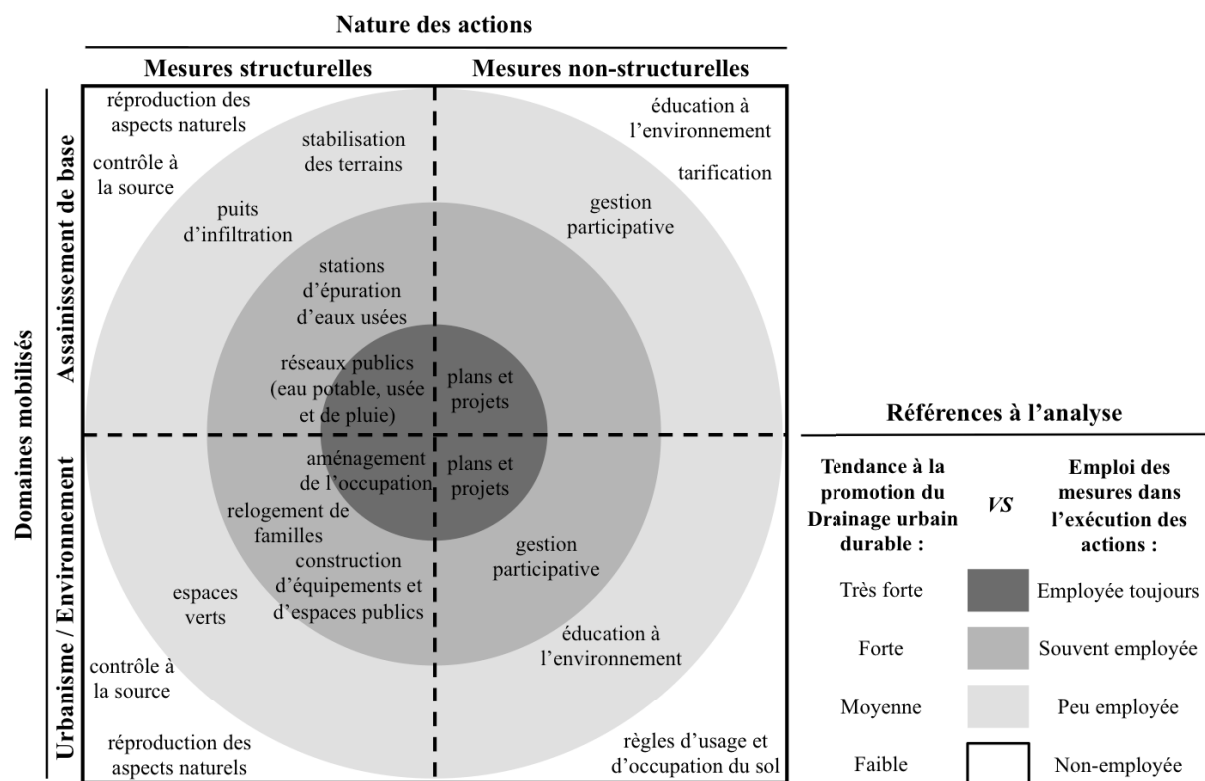 Nature des actions
Mesures structurelles
Mesures non-structurelles
Domaines mobilisés
Assainissement de base
réproduction des
aspects naturels
contrôle à
la source
stabilisation
des terrains
puits
d'infiltration
stations
d'épuration
d'eaux usées
réseaux publics
(eau potable, usée
et de pluie)
éducation à
l'environnement
tarification
gestion
participative
plans et
projets
Urbanisme / Environnement
aménagement
de l'occupation
relogement de
familles
construction
d'équipements et
d'espaces publics
espaces
verts
contrôle à
la source
réproduction des
aspects naturels
plans et
projets
gestion
participative
éducation à
l'environnement
règles d'usage et
d'occupation du sol
Références à l'analyse
Tendance à la
promotion du
Drainage urbain
durable :
VS
Emploi des
mesures dans
l'exécution des
actions :
Très forte
Employée toujours
Forte
Souvent employée
Moyenne
Peu employée
Faible
Non-employée